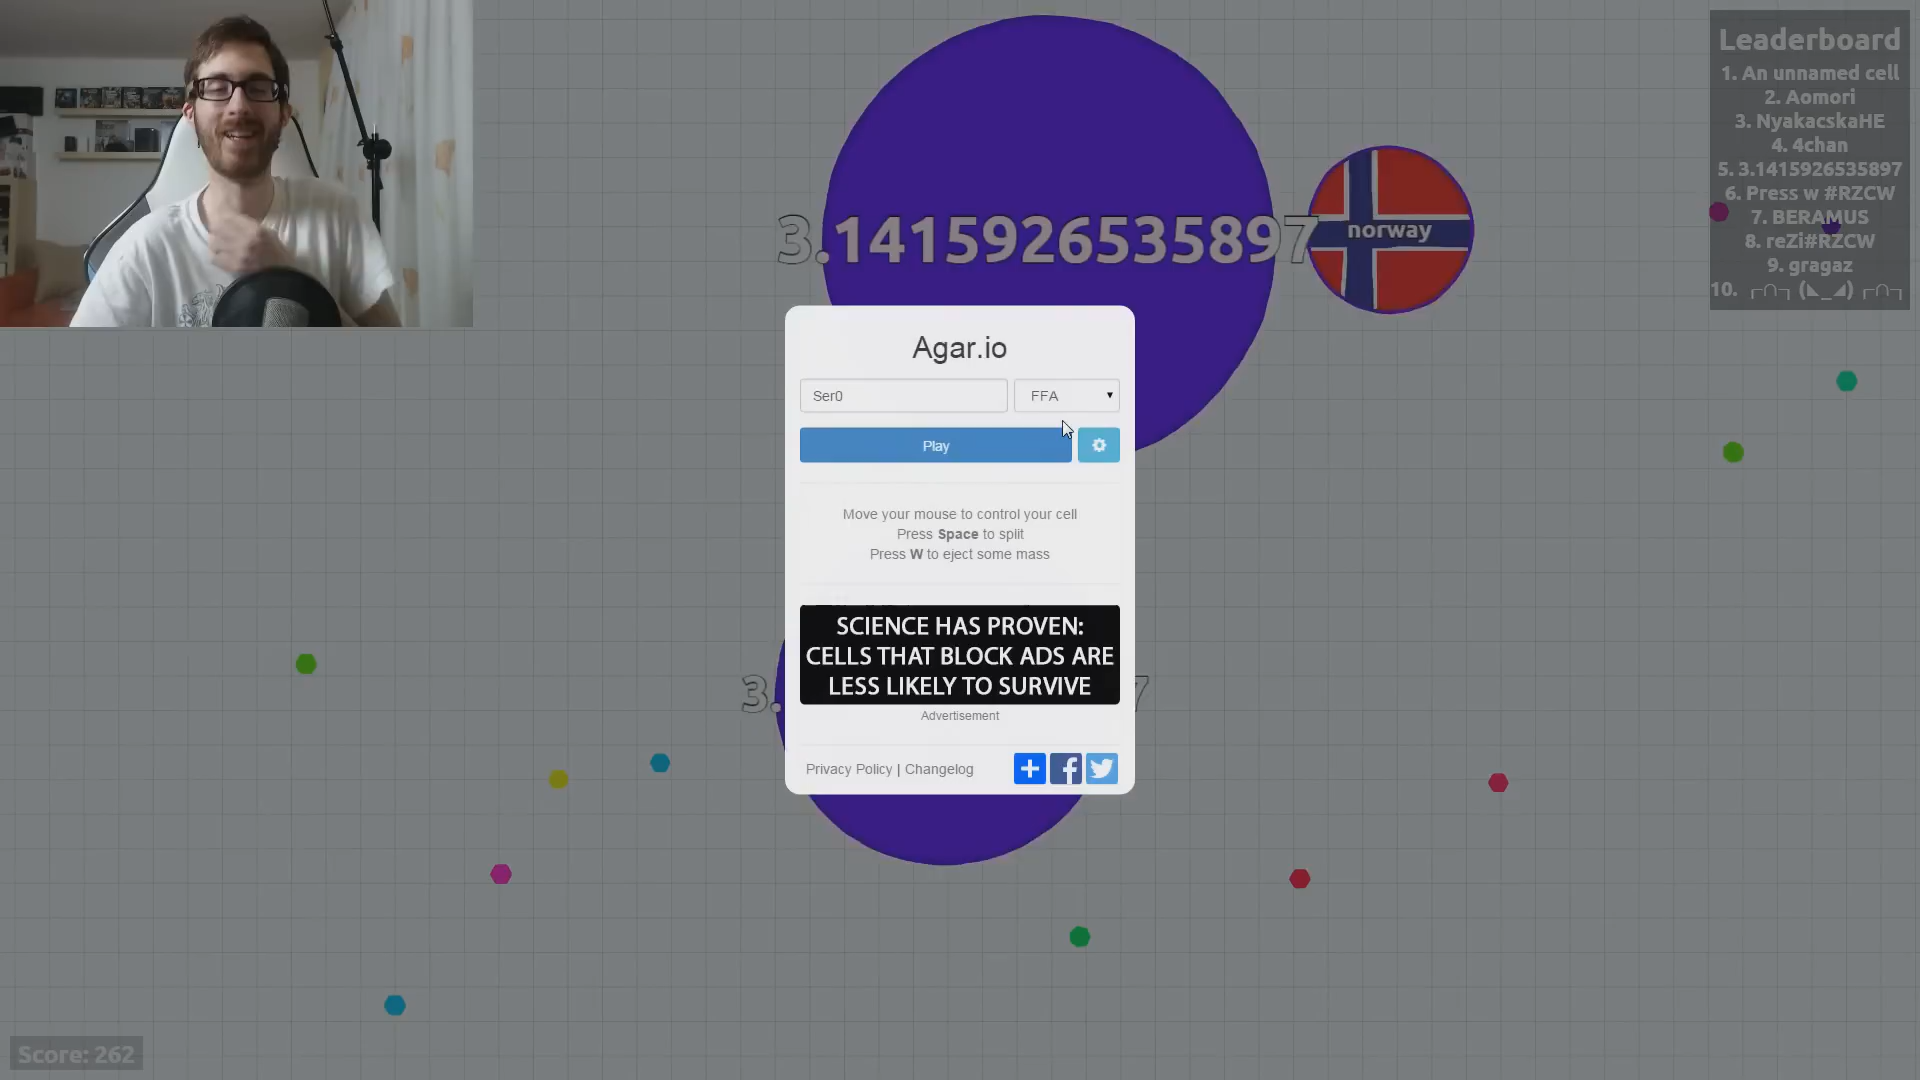 Leaderboard
1. An unnamed cell
2. Aomori
3. NyakacskaHE
4. 4chan
5. 3.1415926535897
6. Press w #RZCW
7. BERAMUS
8. reZi#RZCW
9. gragaz
10. ┌∩┐(◣_◢)┌∩┐
3.1415926535897
norway
Agar.io
Ser0
FFA
Play
Move your mouse to control your cell
Press Space to split
Press W to eject some mass
SCIENCE HAS PROVEN:
CELLS THAT BLOCK ADS ARE
LESS LIKELY TO SURVIVE
3.
7
Advertisement
Privacy Policy | Changelog
Score: 262